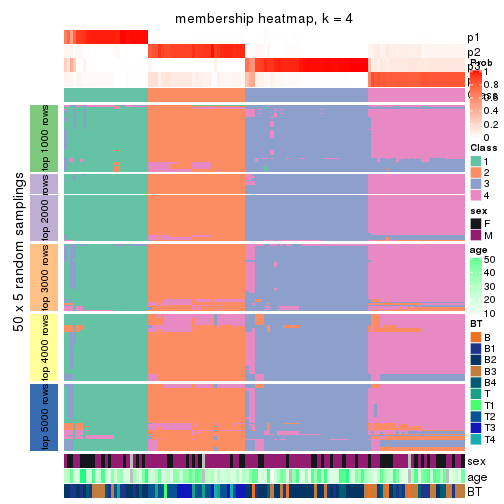 membership heatmap, k = 4
p1
p2
p3
50 x 5 random samplings
top 1000 rows
top 2000 rows
top 3000 rows
top 4000 rows
top 5000 rows
sex
age
BT
Prob
1
0.8
0.6
0.4
0.2
0
Class
1
2
3
4
sex
F
M
age
50
40
30
20
10
BT
B
B1
B2
B3
B4
T
T1
T2
T3
T4